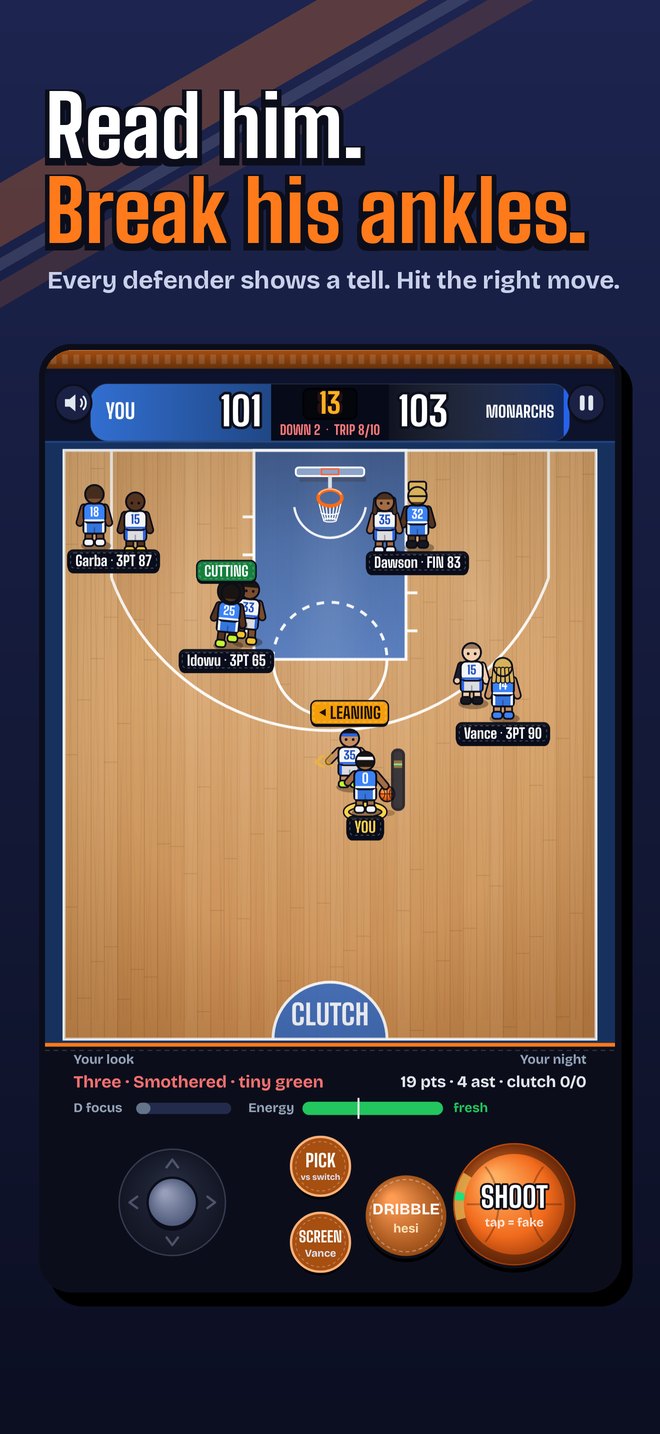 Read him.
Break his ankles.
Every defender shows a tell. Hit the right move.
YOU 101 13 103 MONARCHS
DOWN 2 · TRIP 8/10
18
15
35
32
Garba · 3PT 87
Dawson · FIN 83
CUTTING
25
33
Idowu · 3PT 65
15
14
Vance · 3PT 90
◂ LEANING
35
0
YOU
CLUTCH
Your look
Your night
Three · Smothered · tiny green
19 pts · 4 ast · clutch 0/0
D focus
Energy
fresh
PICK
vs switch
DRIBBLE
hesi
SHOOT
tap = fake
SCREEN
Vance